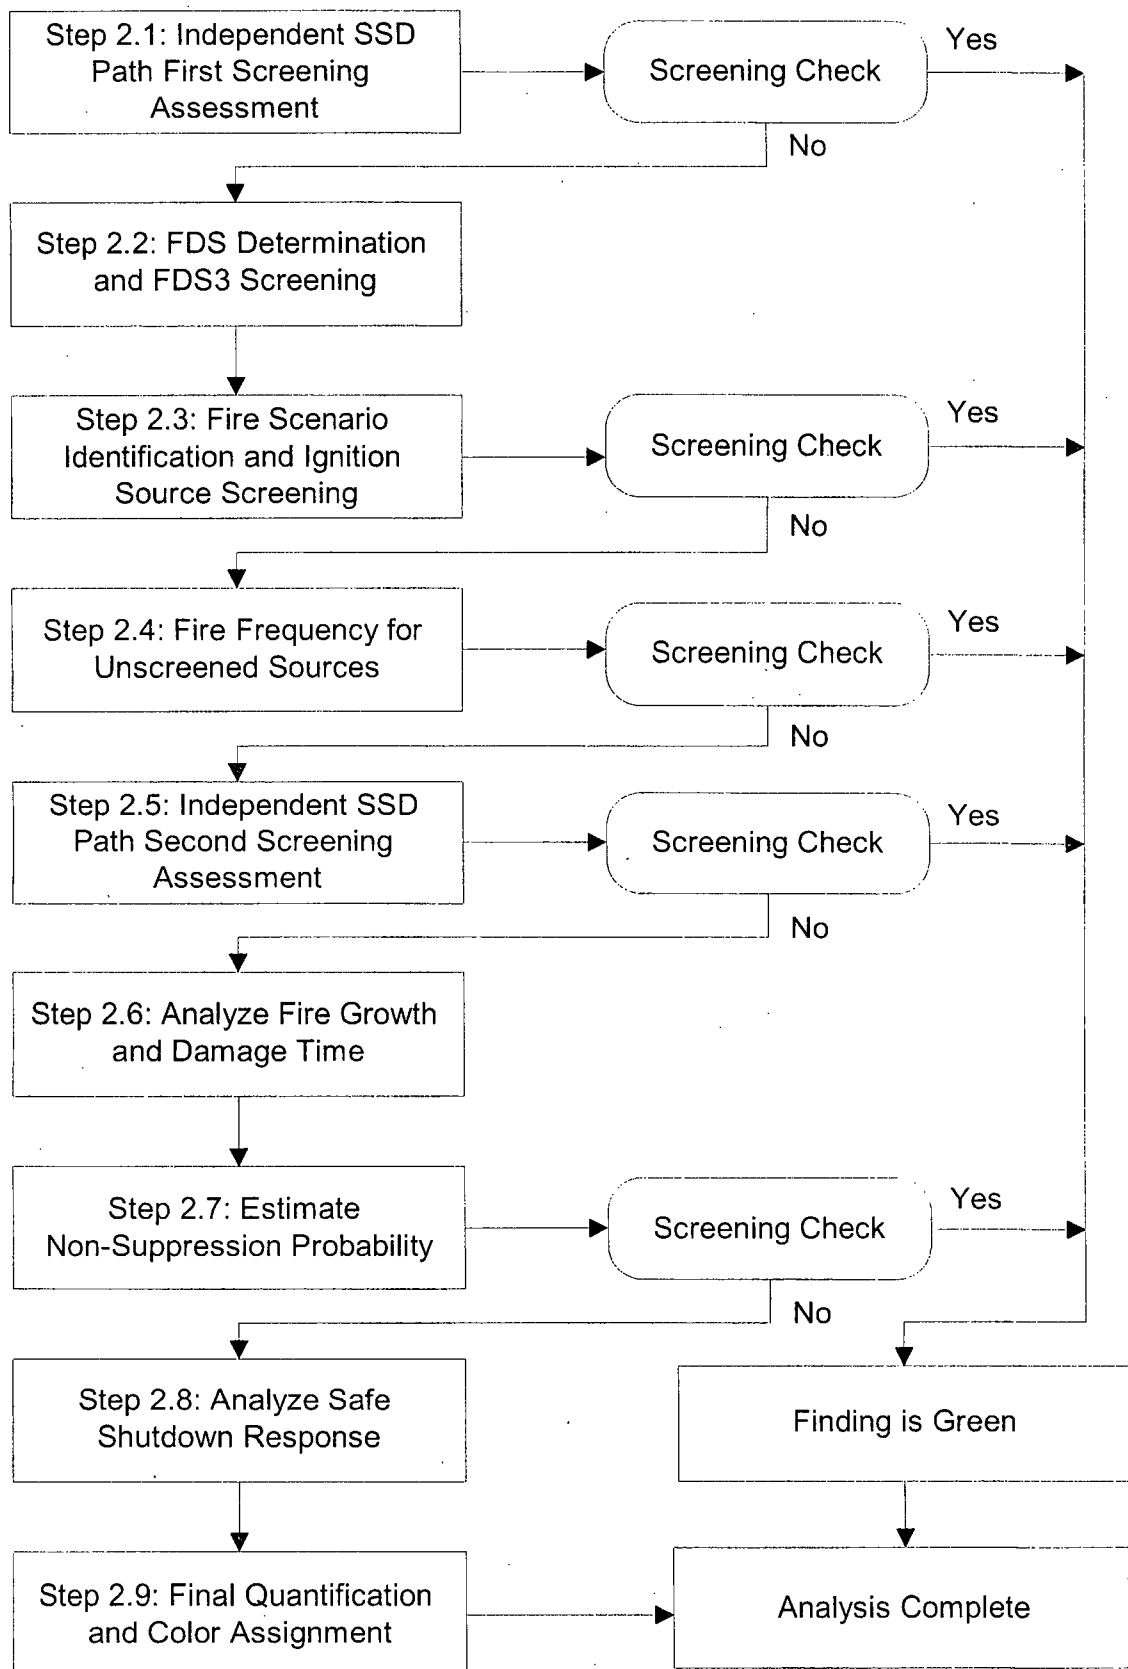 Step 2.1: Independent SSD
Path First Screening
Assessment
Screening Check
Yes
No
Step 2.2: FDS Determination
and FDS3 Screening
Step 2.3: Fire Scenario
Identification and Ignition
Source Screening
Screening Check
Yes
No
Step 2.4: Fire Frequency for
Unscreened Sources
Screening Check
Yes
No
Step 2.5: Independent SSD
Path Second Screening
Assessment
Screening Check
Yes
No
Step 2.6: Analyze Fire Growth
and Damage Time
Step 2.7: Estimate
Non-Suppression Probability
Screening Check
Yes
No
Step 2.8: Analyze Safe
Shutdown Response
Finding is Green
Step 2.9: Final Quantification
and Color Assignment
Analysis Complete